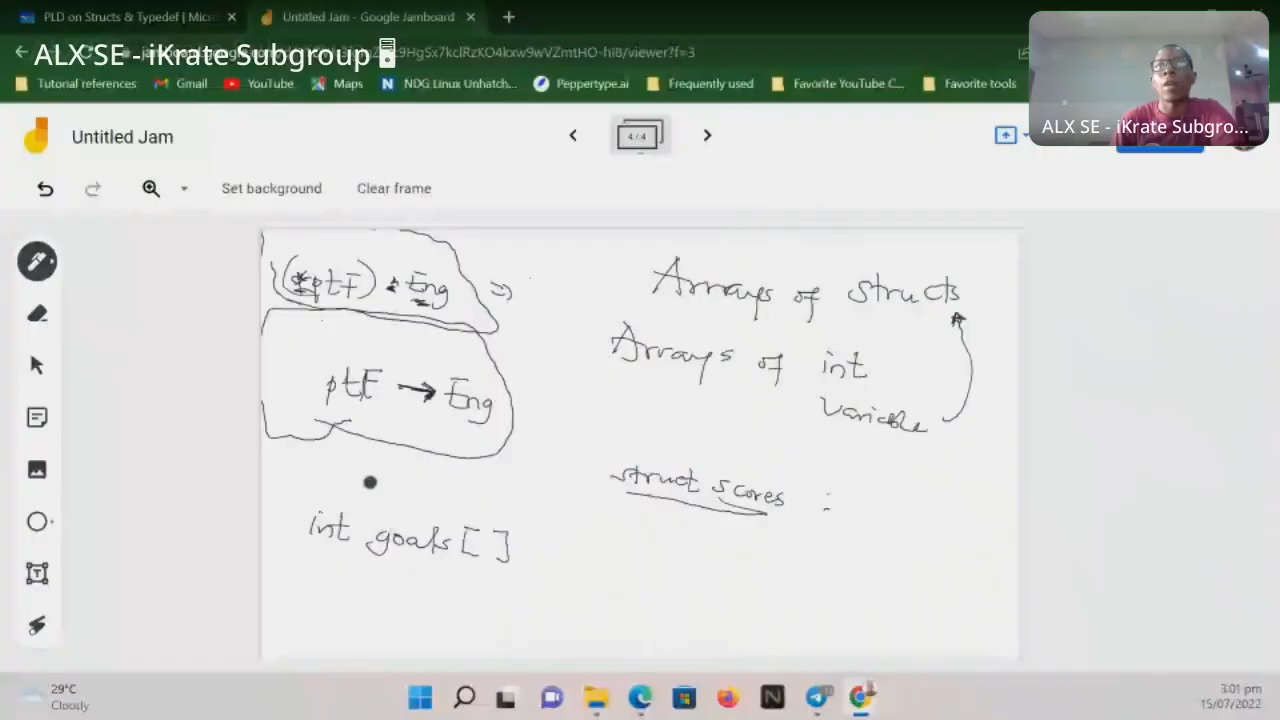 PLD on Structs & Typedef | Micr
Untitled Jam - Google Jamboard
ALX SE - iKrate Subgroup
Tutorial references
Gmail
YouTube
Maps
NDG Linux Unhatch...
Peppertype.ai
Frequently used
Favorite YouTube C...
Favorite tools
ALX SE - iKrate Subgro...
Untitled Jam
4 / 4
Set background
Clear frame
(*ptF) . Eng ⇒
Arrays of structs
Arrays of int
variable
ptF → Eng
struct scores :
int goals [ ]
29°C
Cloudy
3:01 pm
15/07/2022